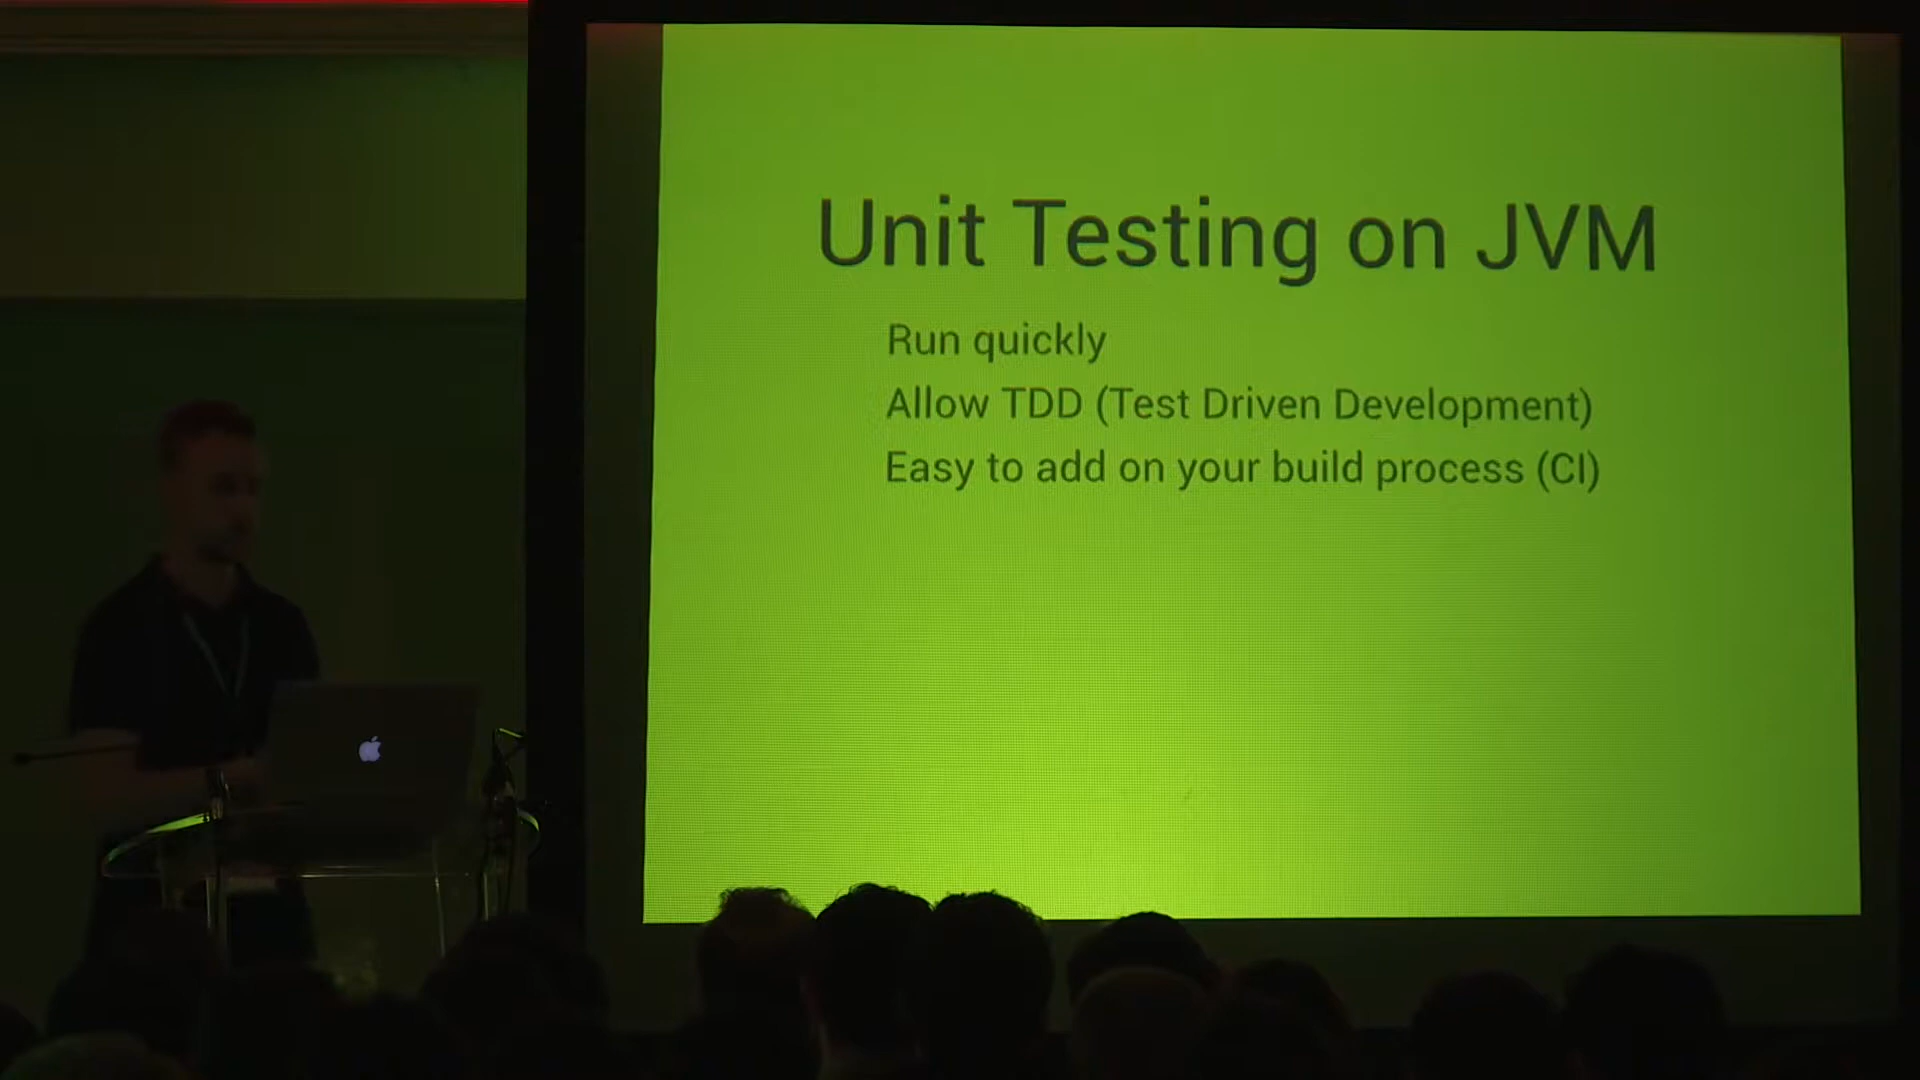 Unit Testing on JVM
Run quickly
Allow TDD (Test Driven Development)
Easy to add on your build process (CI)